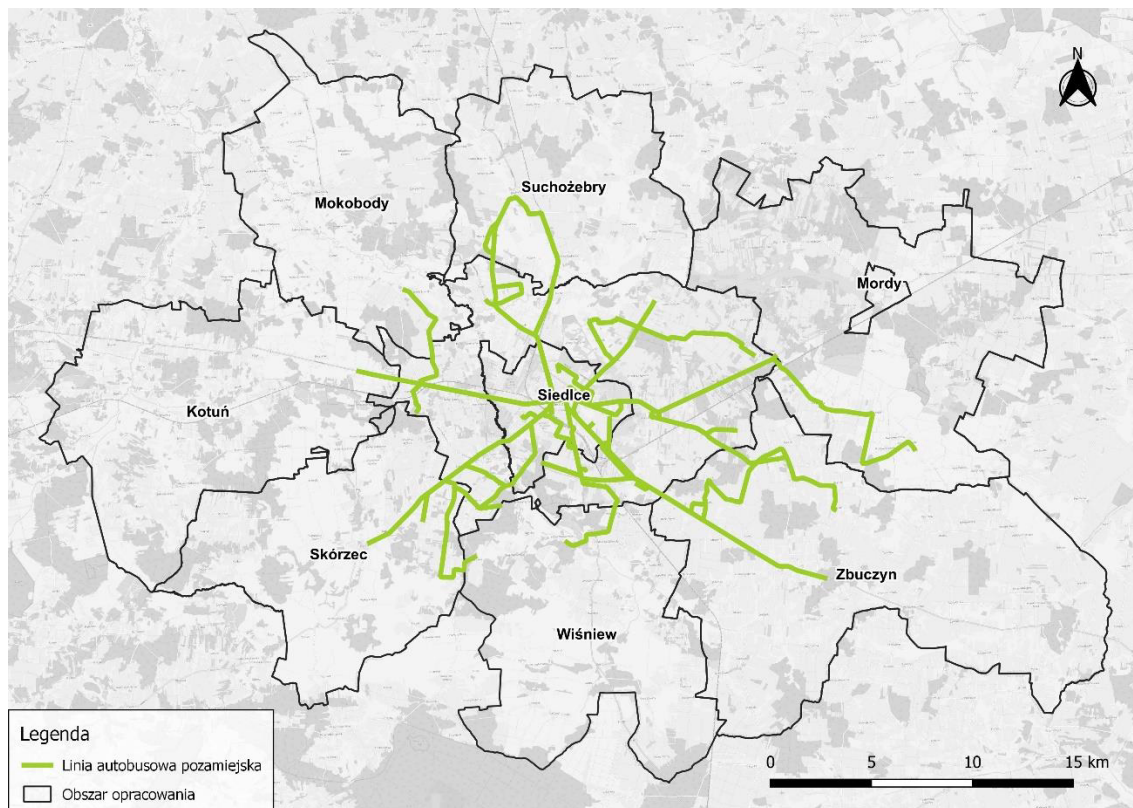 N
Suchożebry
Mokobody
Mordy
Siedlce
Kotuń
Skórzec
Zbuczyn
Wiśniew
Legenda
Linia autobusowa pozamiejska
Obszar opracowania
0 5 10 15 km